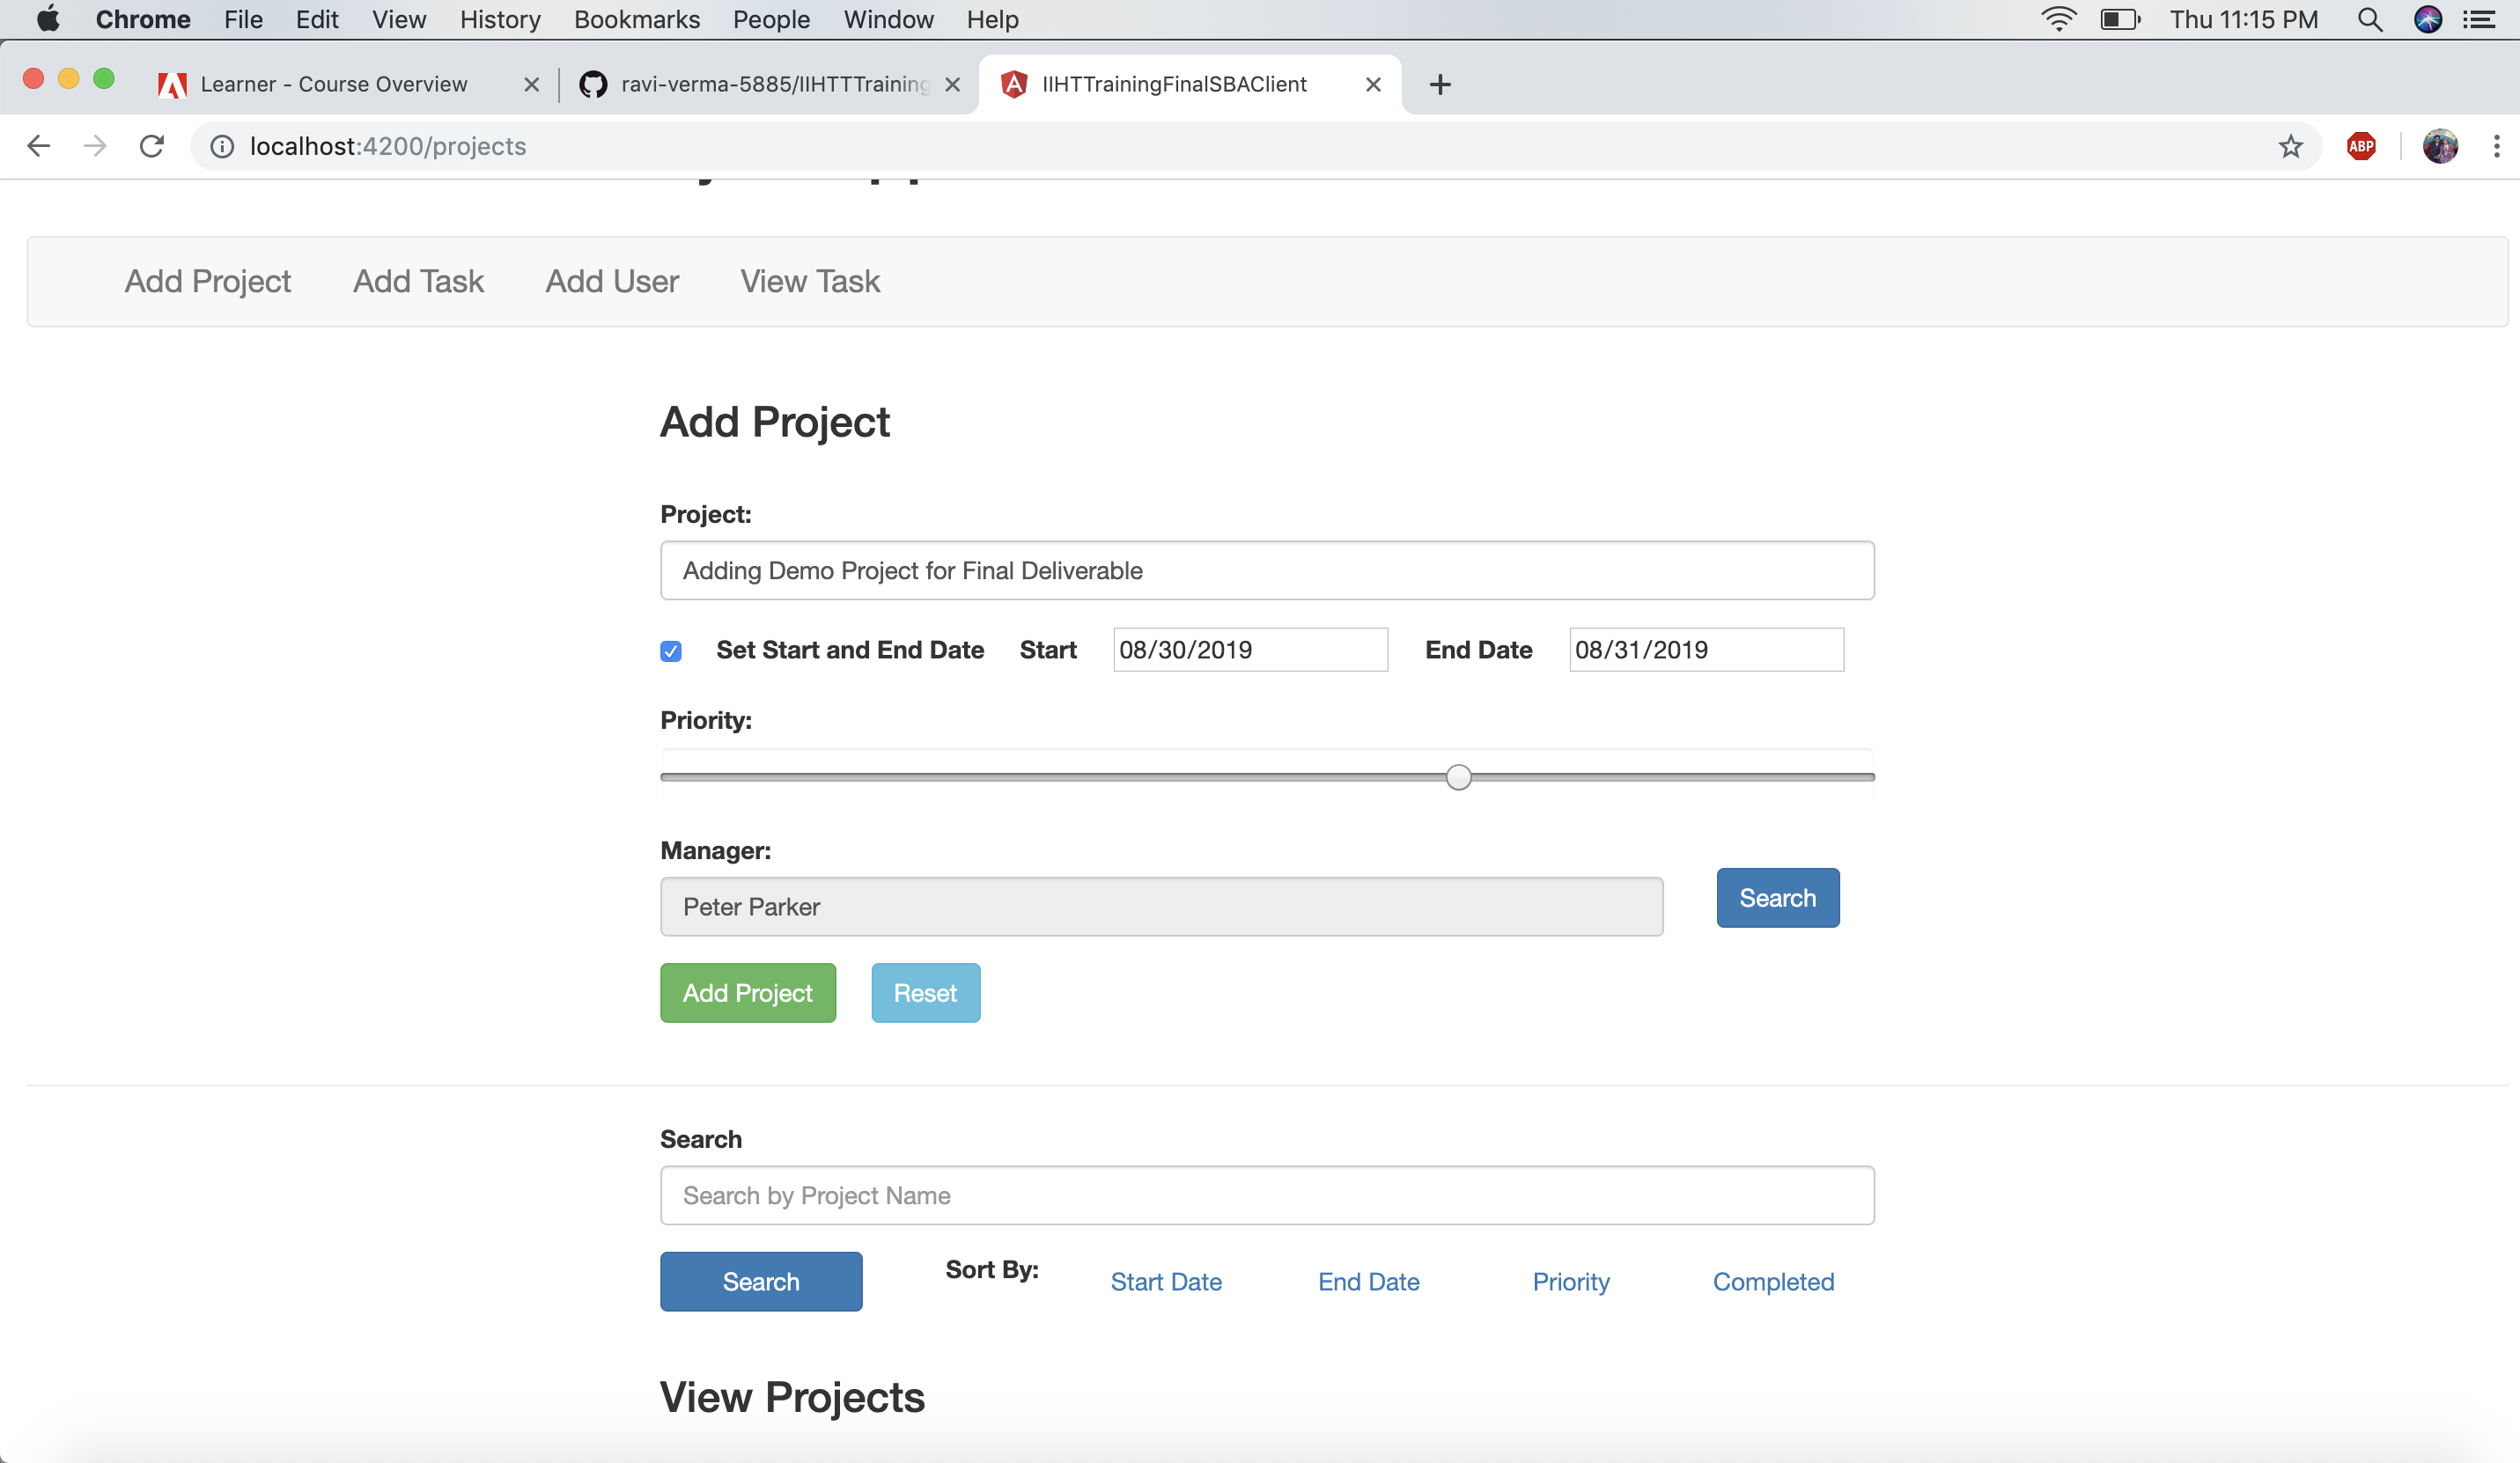 Chrome File Edit View History Bookmarks People Window Help Thu 11:15 PM
Learner - Course Overview ravi-verma-5885/IIHTTTraining IIHTTrainingFinalSBAClient
localhost:4200/projects ABP
Add Project Add Task Add User View Task
Add Project
Project:
Adding Demo Project for Final Deliverable
Set Start and End Date Start 08/30/2019 End Date 08/31/2019
Priority:
Manager:
Peter Parker Search
Add Project Reset
Search
Search by Project Name
Search Sort By: Start Date End Date Priority Completed
View Projects